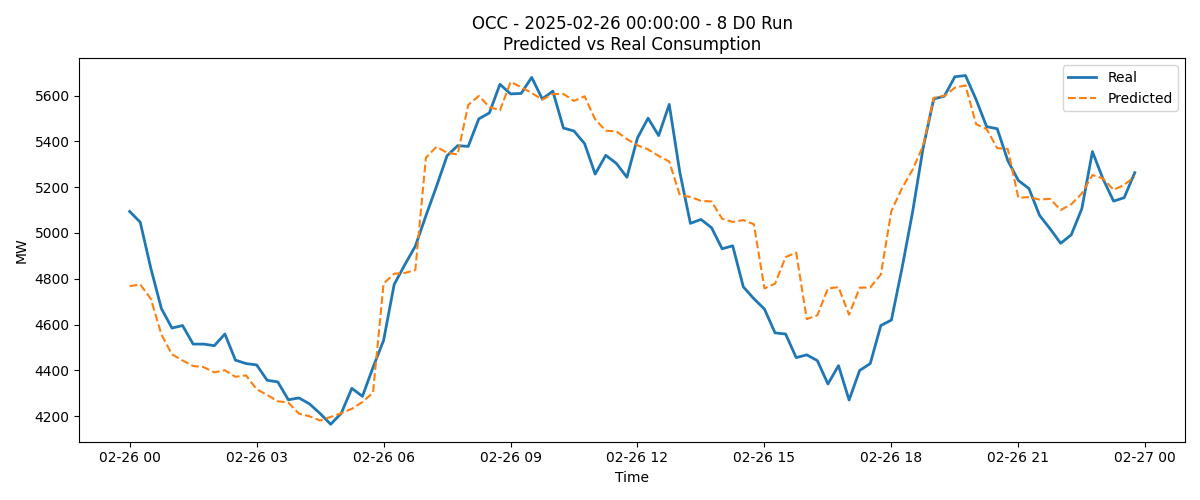 OCC - 2025-02-26 00:00:00 - 8 D0 Run
Predicted vs Real Consumption
Real
Predicted
MW
5600
5400
5200
5000
4800
4600
4400
4200
02-26 00
02-26 03
02-26 06
02-26 09
02-26 12
02-26 15
02-26 18
02-26 21
02-27 00
Time